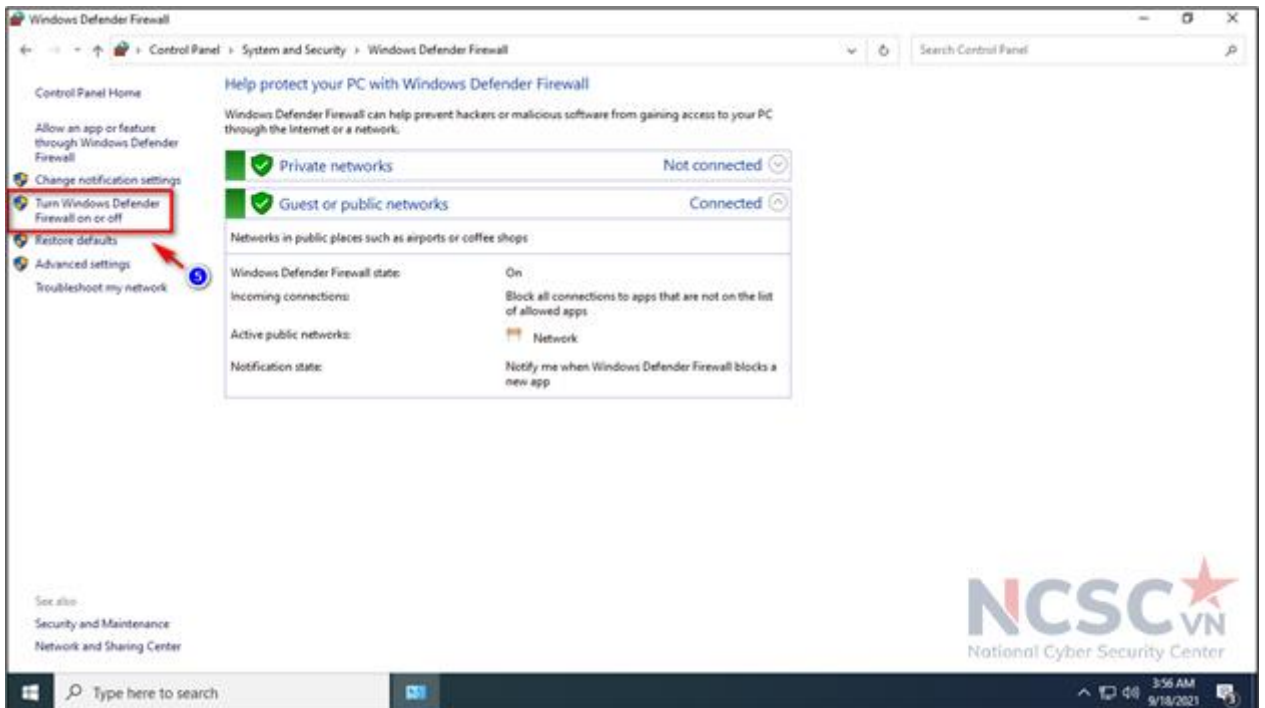 Windows Defender Firewall
Control Panel › System and Security › Windows Defender Firewall
Search Control Panel
Control Panel Home
Allow an app or feature
through Windows Defender
Firewall
Change notification settings
Turn Windows Defender
Firewall on or off
Restore defaults
Advanced settings
Troubleshoot my network
5
Help protect your PC with Windows Defender Firewall
Windows Defender Firewall can help prevent hackers or malicious software from gaining access to your PC
through the Internet or a network.
Private networks Not connected
Guest or public networks Connected
Networks in public places such as airports or coffee shops
Windows Defender Firewall state: On
Incoming connections: Block all connections to apps that are not on the list
of allowed apps
Active public networks: Network
Notification state: Notify me when Windows Defender Firewall blocks a
new app
See also
Security and Maintenance
Network and Sharing Center
NCSC VN
National Cyber Security Center
Type here to search
3:56 AM
9/18/2021